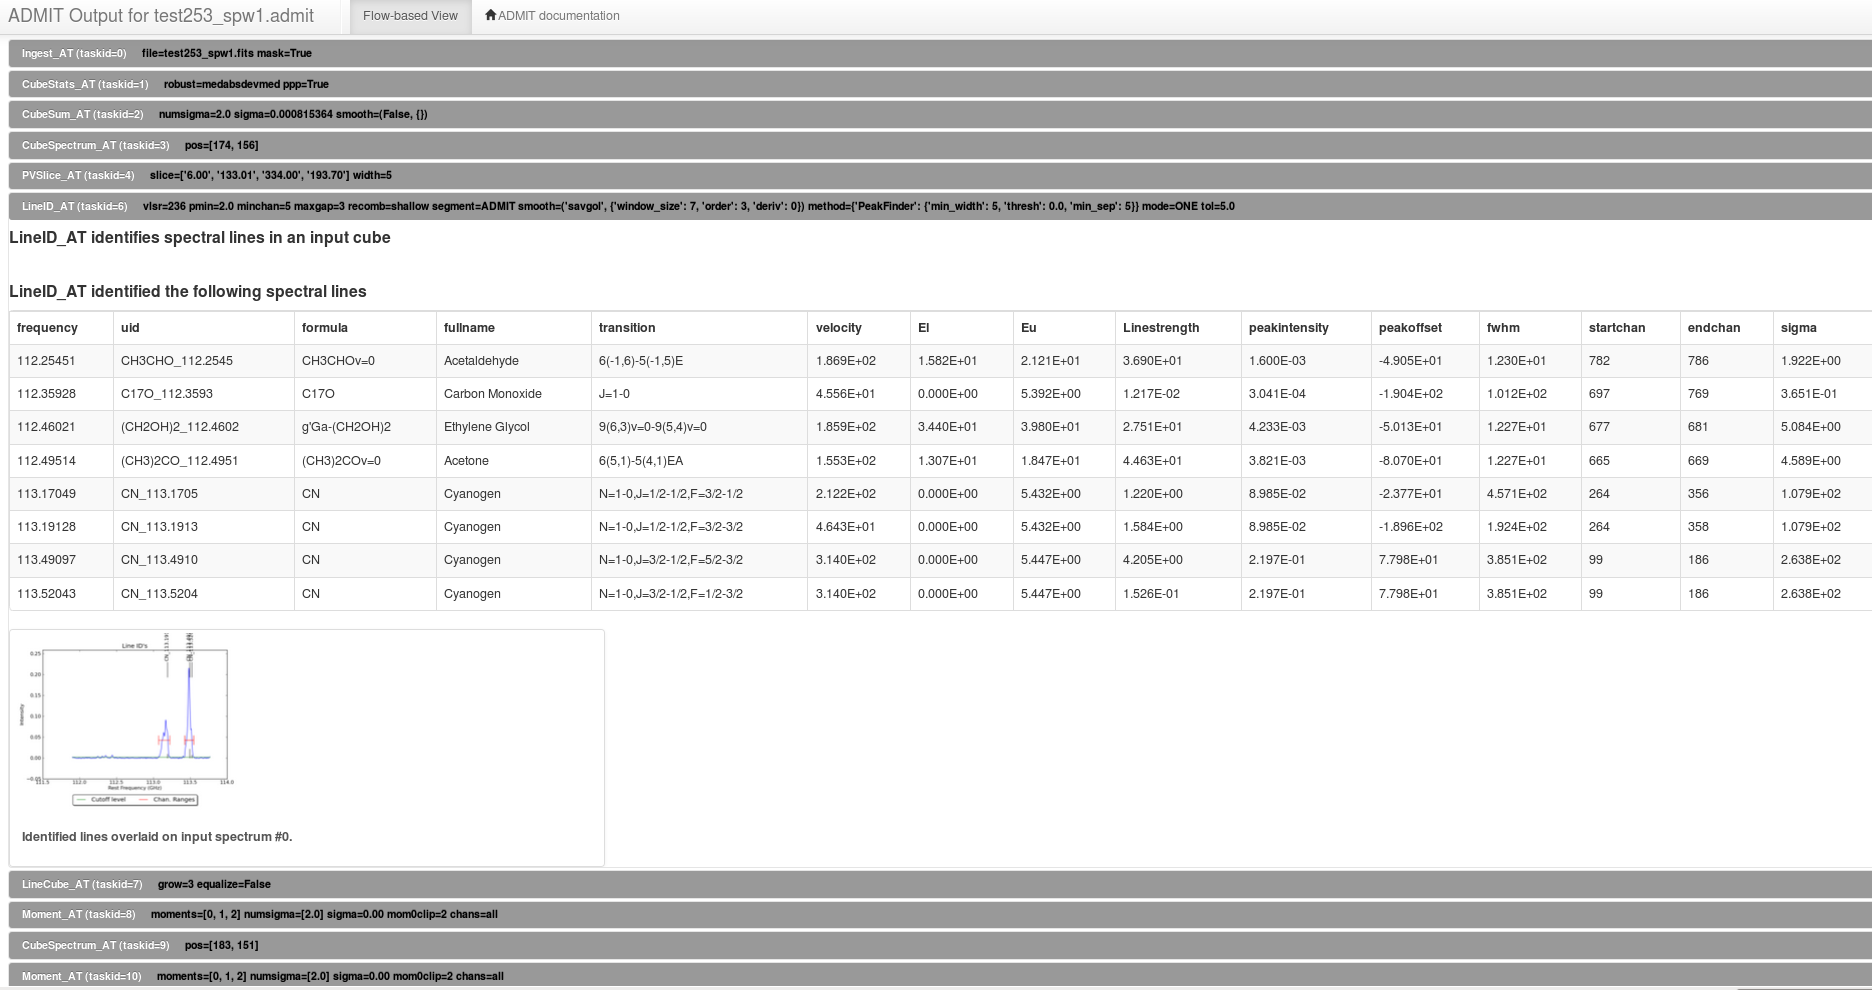 ADMIT Output for test253_spw1.admit Flow-based View ADMIT documentation
Ingest_AT (taskid=0) file=test253_spw1.fits mask=True
CubeStats_AT (taskid=1) robust=medabsdevmed ppp=True
CubeSum_AT (taskid=2) numsigma=2.0 sigma=0.000815364 smooth=(False, {})
CubeSpectrum_AT (taskid=3) pos=[174, 156]
PVSlice_AT (taskid=4) slice=['6.00', '133.01', '334.00', '193.70'] width=5
LineID_AT (taskid=6) vlsr=236 pmin=2.0 minchan=5 maxgap=3 recomb=shallow segment=ADMIT smooth=('savgol', {'window_size': 7, 'order': 3, 'deriv': 0}) method={'PeakFinder': {'min_width': 5, 'thresh': 0.0, 'min_sep': 5}} mode=ONE tol=5.0
LineID_AT identifies spectral lines in an input cube
LineID_AT identified the following spectral lines
frequency uid formula fullname transition velocity El Eu Linestrength peakintensity peakoffset fwhm startchan endchan sigma
112.25451 CH3CHO_112.2545 CH3CHOv=0 Acetaldehyde 6(-1,6)-5(-1,5)E 1.869E+02 1.582E+01 2.121E+01 3.690E+01 1.600E-03 -4.905E+01 1.230E+01 782 786 1.922E+00
112.35928 C17O_112.3593 C17O Carbon Monoxide J=1-0 4.556E+01 0.000E+00 5.392E+00 1.217E-02 3.041E-04 -1.904E+02 1.012E+02 697 769 3.651E-01
112.46021 (CH2OH)2_112.4602 g'Ga-(CH2OH)2 Ethylene Glycol 9(6,3)v=0-9(5,4)v=0 1.859E+02 3.440E+01 3.980E+01 2.751E+01 4.233E-03 -5.013E+01 1.227E+01 677 681 5.084E+00
112.49514 (CH3)2CO_112.4951 (CH3)2COv=0 Acetone 6(5,1)-5(4,1)EA 1.553E+02 1.307E+01 1.847E+01 4.463E+01 3.821E-03 -8.070E+01 1.227E+01 665 669 4.589E+00
113.17049 CN_113.1705 CN Cyanogen N=1-0,J=1/2-1/2,F=3/2-1/2 2.122E+02 0.000E+00 5.432E+00 1.220E+00 8.985E-02 -2.377E+01 4.571E+02 264 356 1.079E+02
113.19128 CN_113.1913 CN Cyanogen N=1-0,J=1/2-1/2,F=3/2-3/2 4.643E+01 0.000E+00 5.432E+00 1.584E+00 8.985E-02 -1.896E+02 1.924E+02 264 358 1.079E+02
113.49097 CN_113.4910 CN Cyanogen N=1-0,J=3/2-1/2,F=5/2-3/2 3.140E+02 0.000E+00 5.447E+00 4.205E+00 2.197E-01 7.798E+01 3.851E+02 99 186 2.638E+02
113.52043 CN_113.5204 CN Cyanogen N=1-0,J=3/2-1/2,F=1/2-3/2 3.140E+02 0.000E+00 5.447E+00 1.526E-01 2.197E-01 7.798E+01 3.851E+02 99 186 2.638E+02
Line ID's
0.25
0.20
0.15
0.10
0.05
0.00
-0.05
Intensity
111.5 112.0 112.5 113.0 113.5 114.0
Rest Frequency (GHz)
Cutoff level Chan. Ranges
Identified lines overlaid on input spectrum #0.
LineCube_AT (taskid=7) grow=3 equalize=False
Moment_AT (taskid=8) moments=[0, 1, 2] numsigma=[2.0] sigma=0.00 mom0clip=2 chans=all
CubeSpectrum_AT (taskid=9) pos=[183, 151]
Moment_AT (taskid=10) moments=[0, 1, 2] numsigma=[2.0] sigma=0.00 mom0clip=2 chans=all